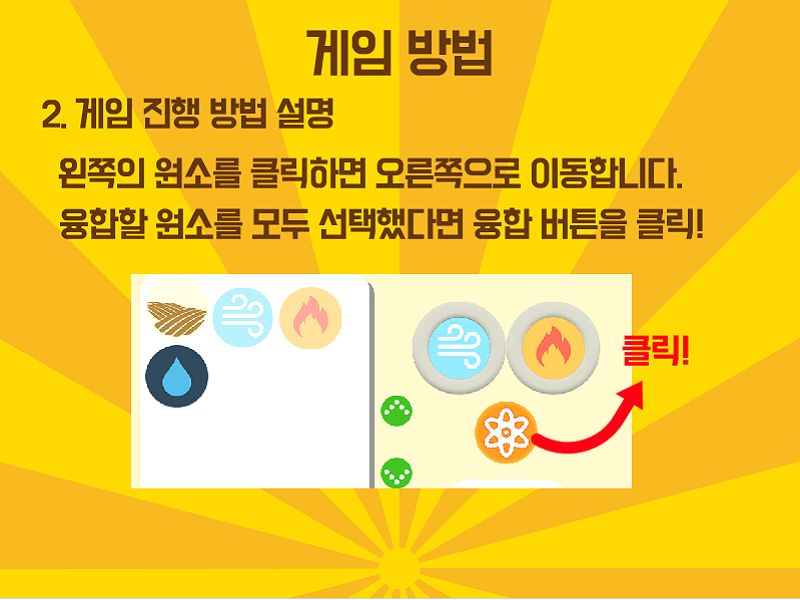 게임 방법
2. 게임 진행 방법 설명
왼쪽의 원소를 클릭하면 오른쪽으로 이동합니다.
융합할 원소를 모두 선택했다면 융합 버튼을 클릭!
클릭!